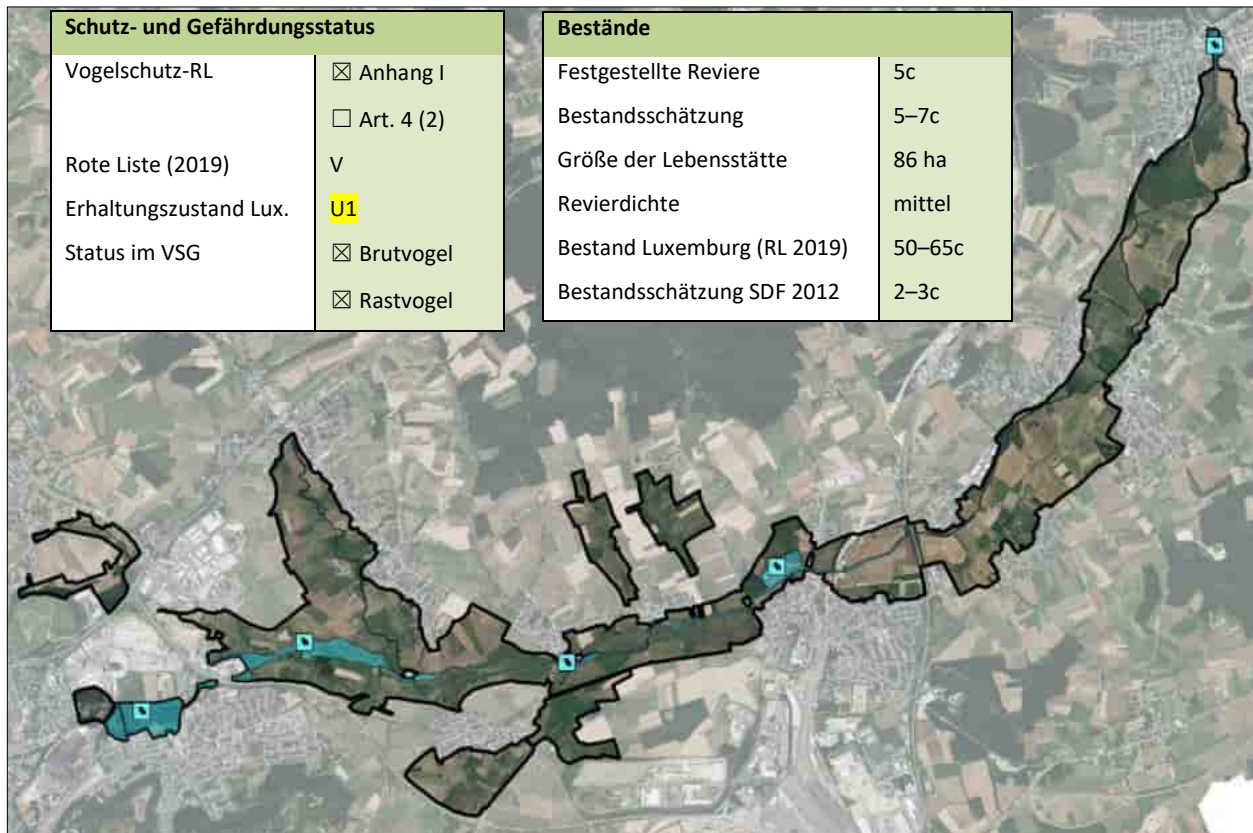 Schutz- und Gefährdungsstatus
Vogelschutz-RL ☒ Anhang I
☐ Art. 4 (2)
Rote Liste (2019) V
Erhaltungszustand Lux. U1
Status im VSG ☒ Brutvogel
☒ Rastvogel
Bestände
Festgestellte Reviere 5c
Bestandsschätzung 5–7c
Größe der Lebensstätte 86 ha
Revierdichte mittel
Bestand Luxemburg (RL 2019) 50–65c
Bestandsschätzung SDF 2012 2–3c